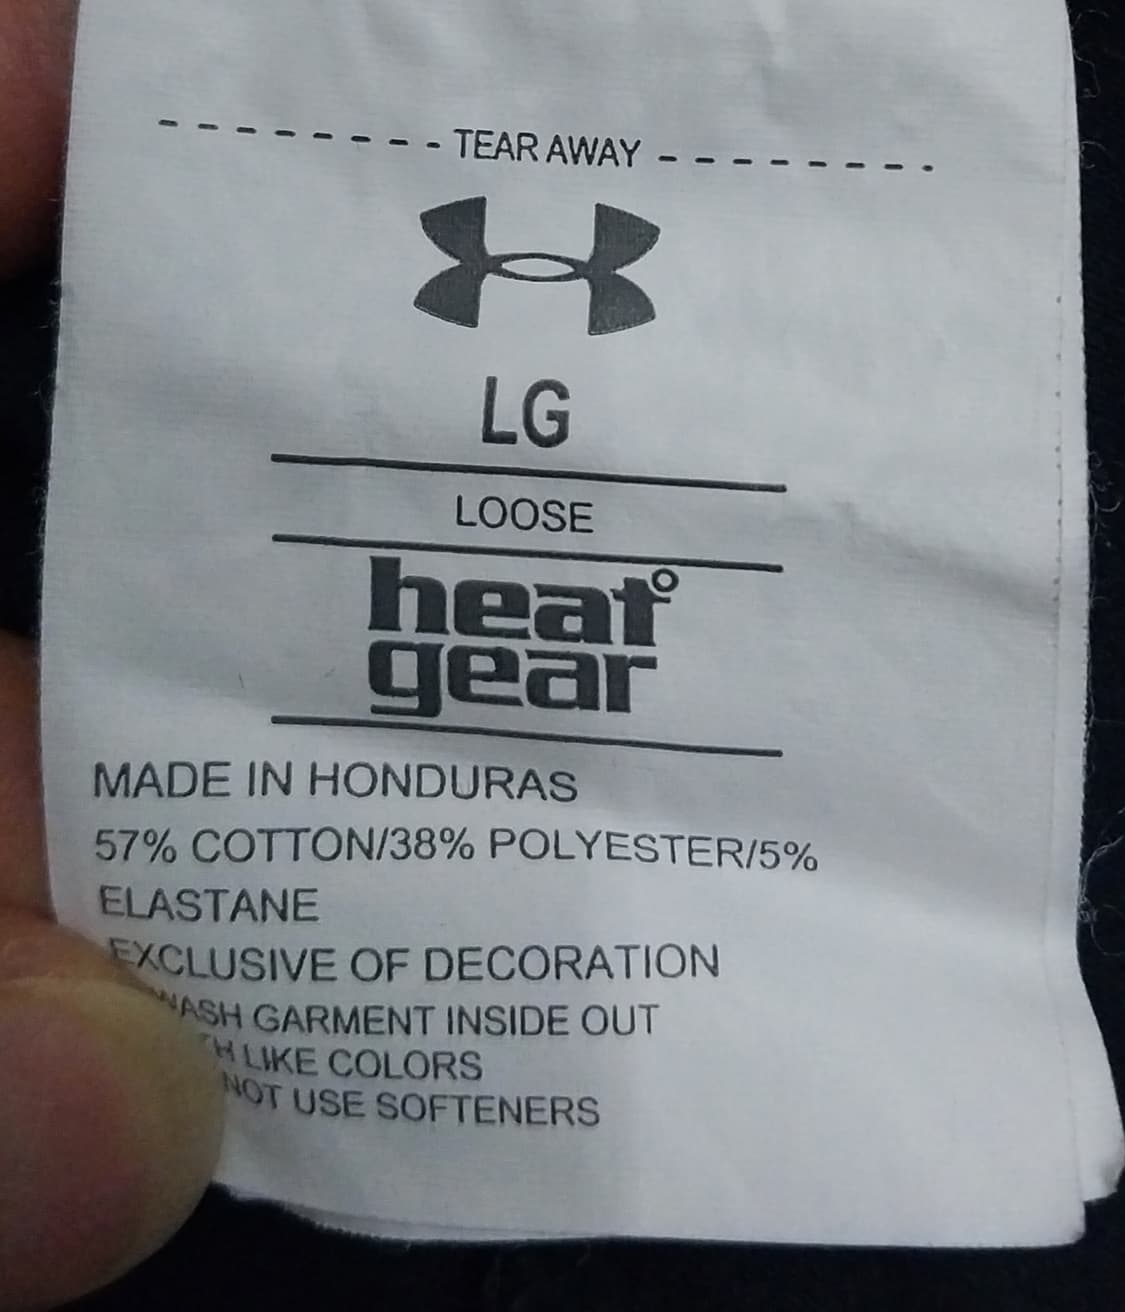 - - - - - - - - TEAR AWAY - - - - - - - -
LG
LOOSE
heat°
gear
MADE IN HONDURAS
57% COTTON/38% POLYESTER/5%
ELASTANE
EXCLUSIVE OF DECORATION
WASH GARMENT INSIDE OUT
LIKE COLORS
NOT USE SOFTENERS